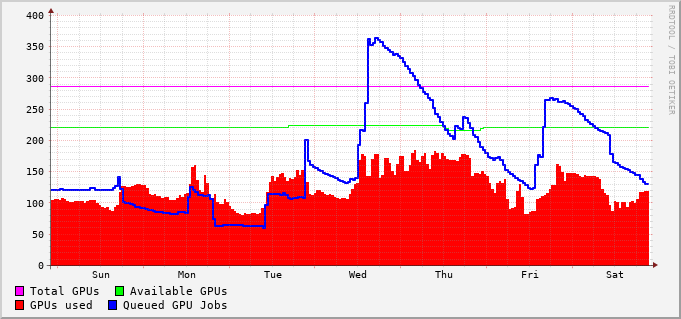 400
350
300
250
200
150
100
50
0
Sun Mon Tue Wed Thu Fri Sat
Total GPUs Available GPUs
GPUs used Queued GPU Jobs
RRDTOOL / TOBI OETIKER